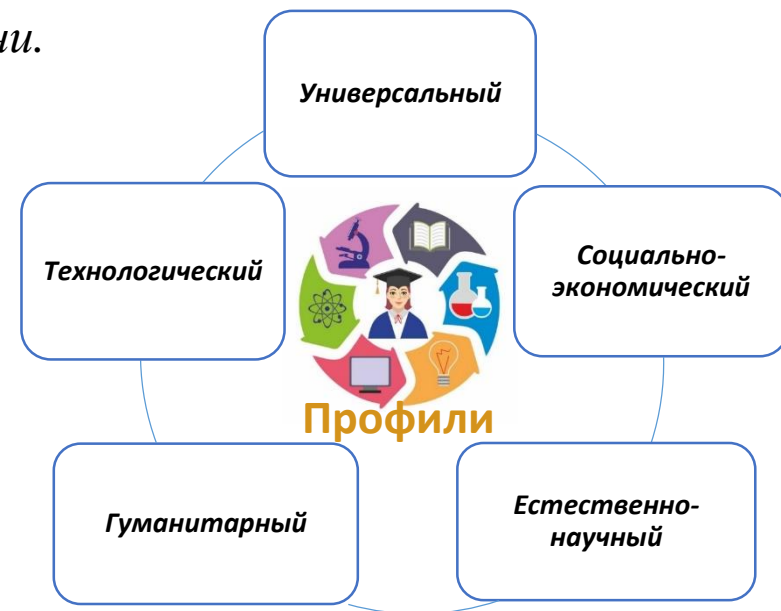 Универсальный
Технологический
Социально-
экономический
Профили
Гуманитарный
Естественно-
научный